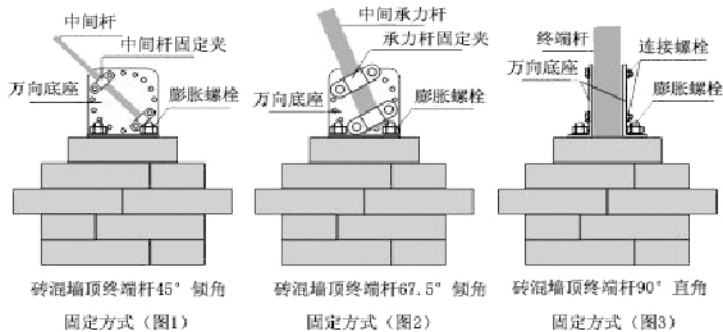 中间杆
中间杆固定夹
万向底座
膨胀螺栓
砖混墙顶终端杆45°倾角
固定方式（图1）
中间承力杆
承力杆固定夹
万向底座
膨胀螺栓
砖混墙顶终端杆67.5°倾角
固定方式（图2）
终端杆
连接螺栓
万向底座
膨胀螺栓
砖混墙顶终端杆90°直角
固定方式（图3）